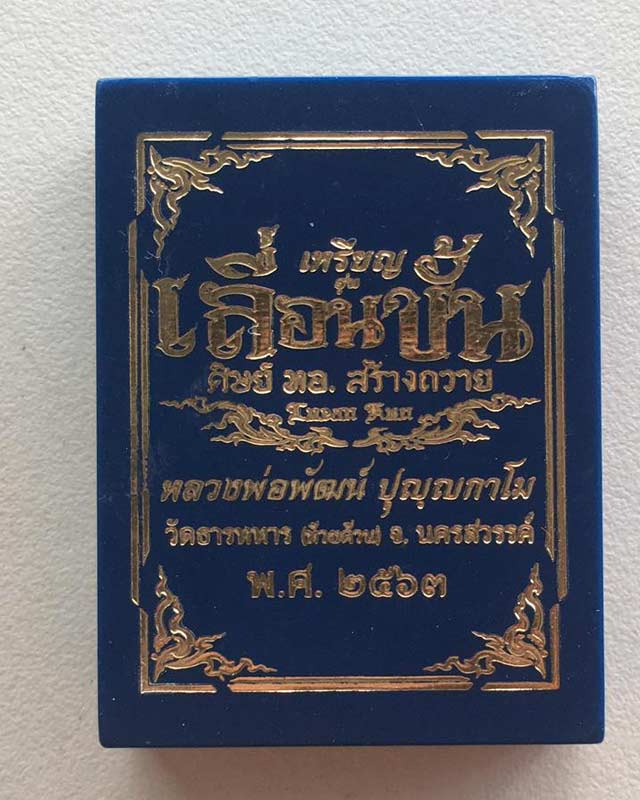 เหรียญ
รุ่น
เลื่อนขั้น
ศิษย์ ทอ. สร้างถวาย
หลวงพ่อพัฒน์ ปุญฺญกาโม
วัดธารทหาร (ห้วยด้วน) จ. นครสวรรค์
พ.ศ. ๒๕๖๓